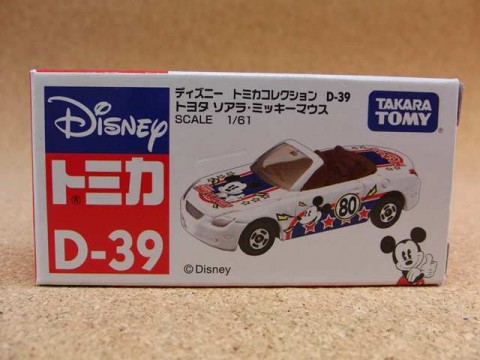 Disney
トミカ
®
D-39
ディズニー トミカコレクション D-39
トヨタ ソアラ・ミッキーマウス
SCALE 1/61
TAKARA
TOMY
80
©Disney